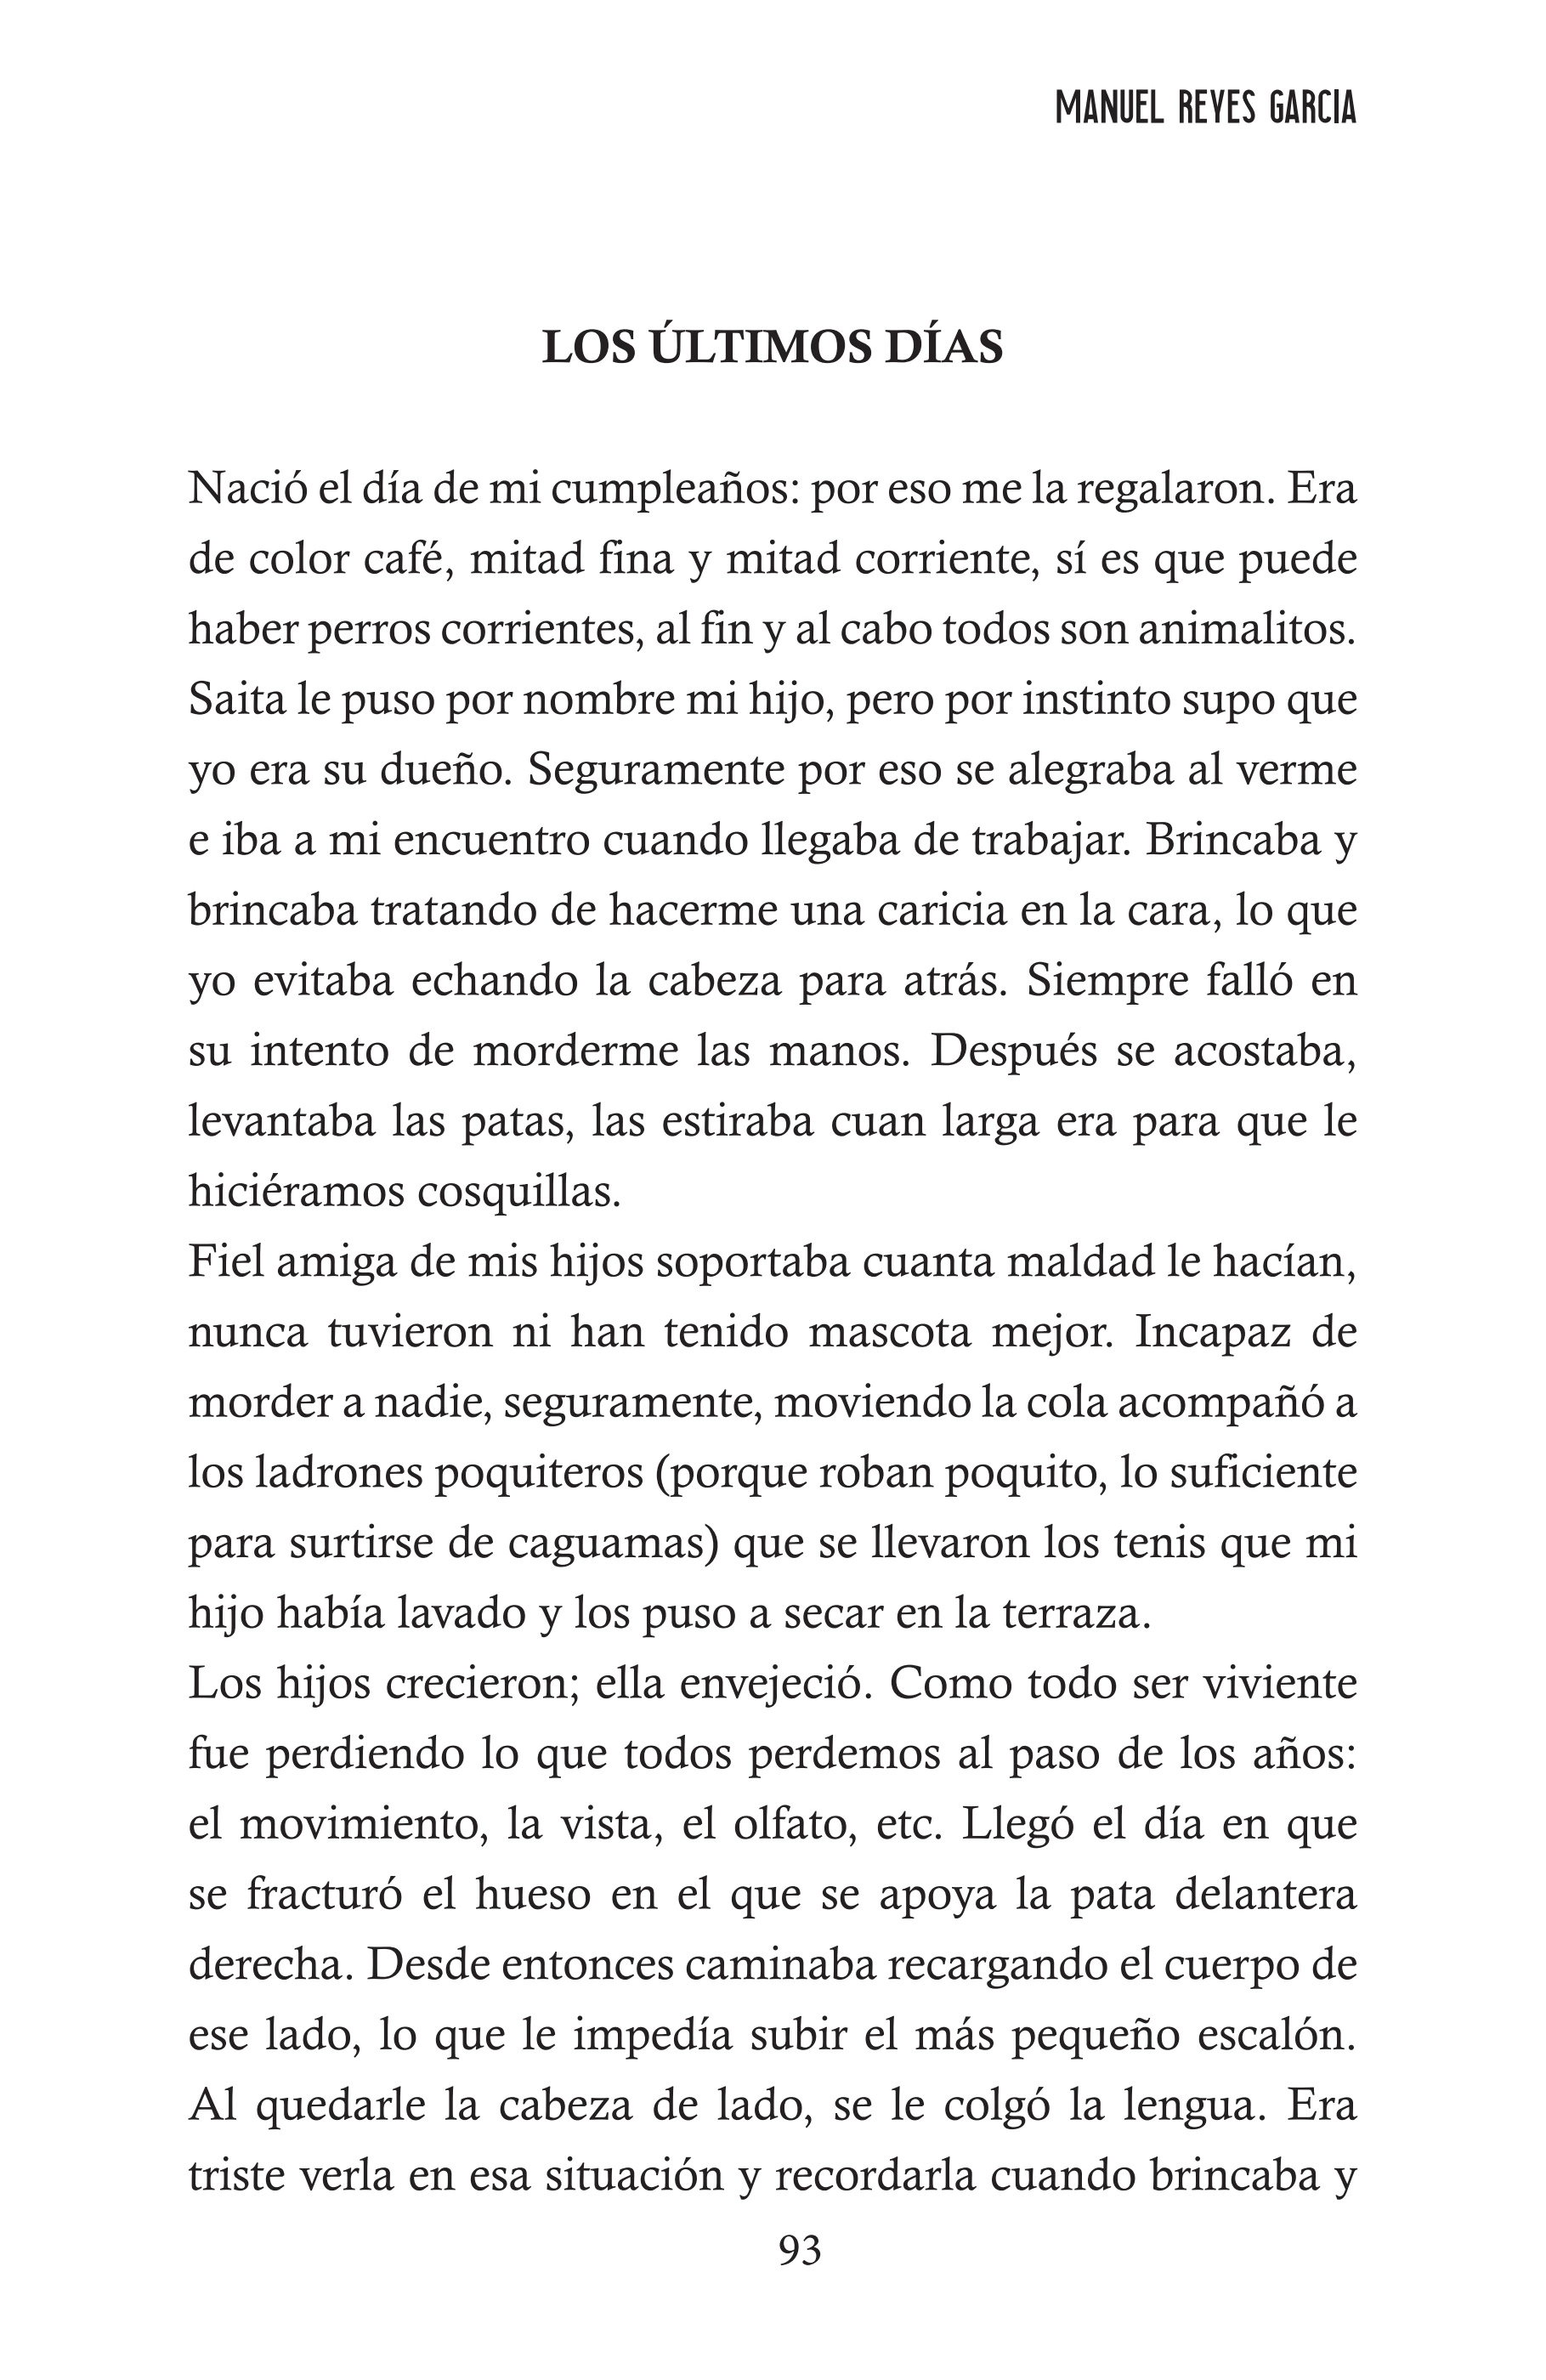 MANUEL REYES GARCIA
LOS ÚLTIMOS DÍAS
Nació el día de mi cumpleaños: por eso me la regalaron. Era
de color café, mitad fina y mitad corriente, sí es que puede
haber perros corrientes, al fin y al cabo todos son animalitos.
Saita le puso por nombre mi hijo, pero por instinto supo que
yo era su dueño. Seguramente por eso se alegraba al verme
e iba a mi encuentro cuando llegaba de trabajar. Brincaba y
brincaba tratando de hacerme una caricia en la cara, lo que
yo evitaba echando la cabeza para atrás. Siempre falló en
su intento de morderme las manos. Después se acostaba,
levantaba las patas, las estiraba cuan larga era para que le
hiciéramos cosquillas.
Fiel amiga de mis hijos soportaba cuanta maldad le hacían,
nunca tuvieron ni han tenido mascota mejor. Incapaz de
morder a nadie, seguramente, moviendo la cola acompañó a
los ladrones poquiteros (porque roban poquito, lo suficiente
para surtirse de caguamas) que se llevaron los tenis que mi
hijo había lavado y los puso a secar en la terraza.
Los hijos crecieron; ella envejeció. Como todo ser viviente
fue perdiendo lo que todos perdemos al paso de los años:
el movimiento, la vista, el olfato, etc. Llegó el día en que
se fracturó el hueso en el que se apoya la pata delantera
derecha. Desde entonces caminaba recargando el cuerpo de
ese lado, lo que le impedía subir el más pequeño escalón.
Al quedarle la cabeza de lado, se le colgó la lengua. Era
triste verla en esa situación y recordarla cuando brincaba y
93